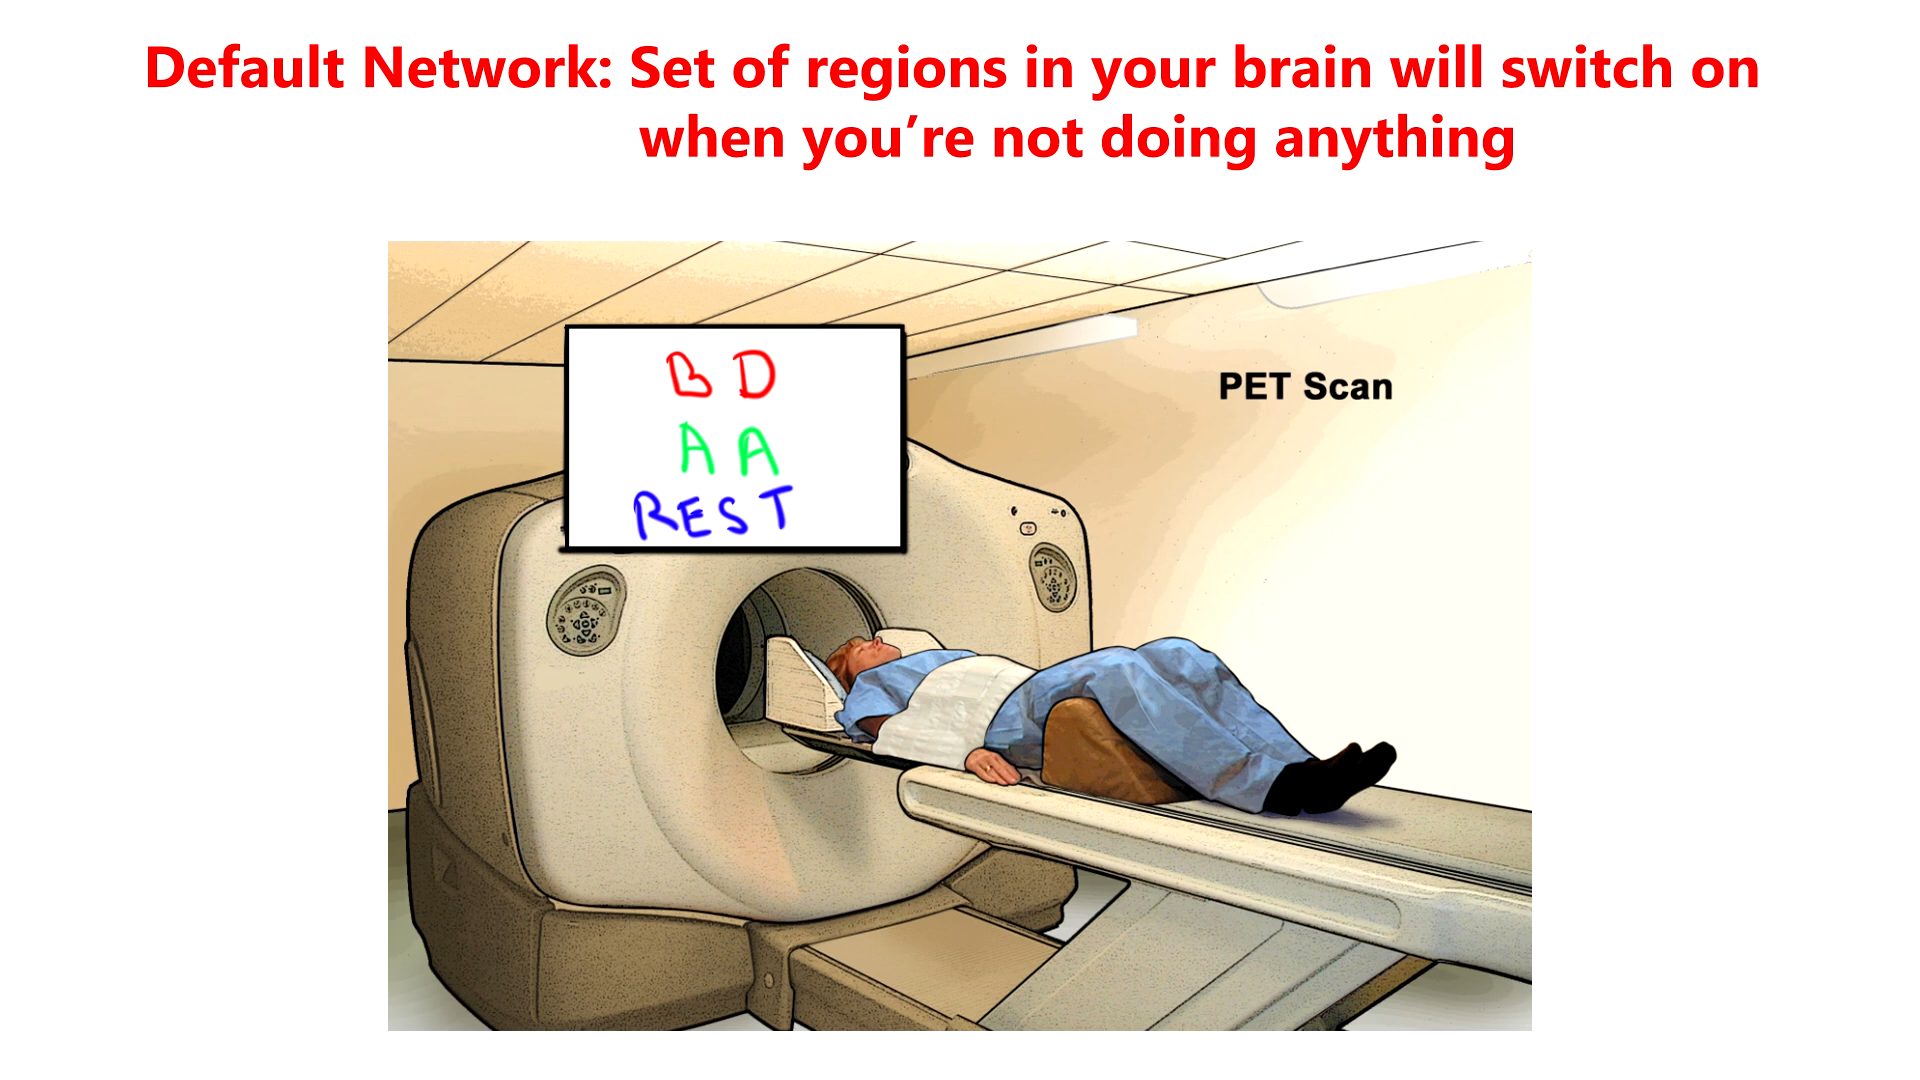 Default Network: Set of regions in your brain will switch on
when you’re not doing anything
B D
A A
REST
PET Scan